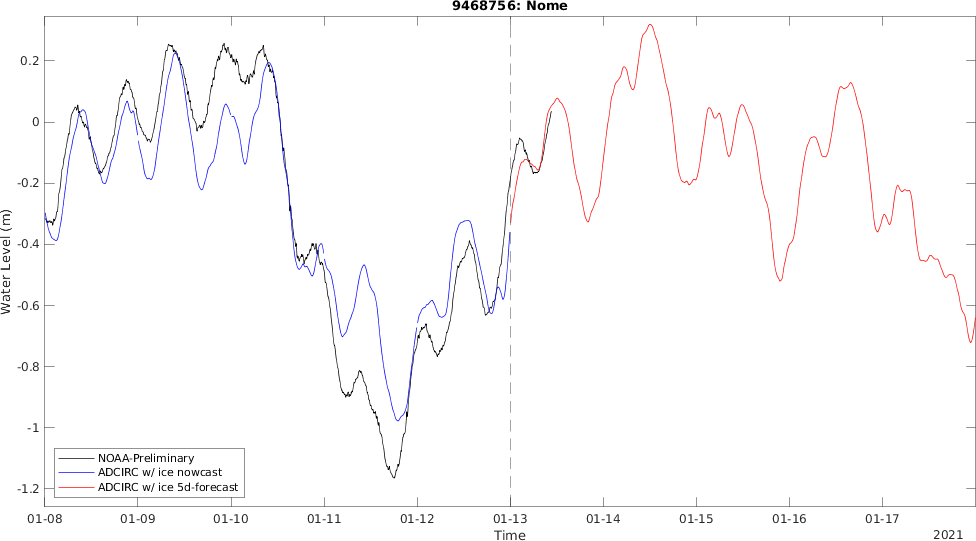 9468756: Nome
Water Level (m)
0.2
0
-0.2
-0.4
-0.6
-0.8
-1
-1.2
NOAA-Preliminary
ADCIRC w/ ice nowcast
ADCIRC w/ ice 5d-forecast
01-08 01-09 01-10 01-11 01-12 01-13 01-14 01-15 01-16 01-17
Time
2021